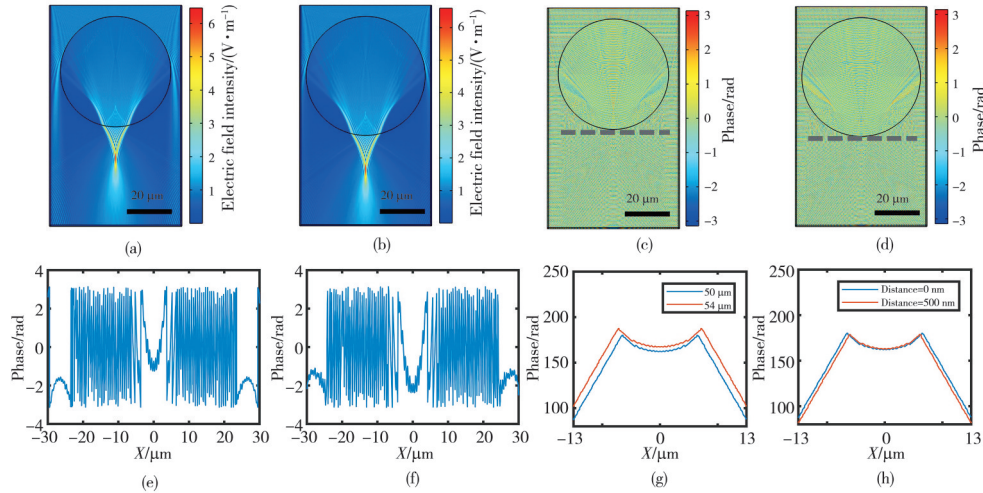 6
5
4
3
2
1
Electric field intensity/(V·m⁻¹)
20 μm
(a)
6
5
4
3
2
1
Electric field intensity/(V·m⁻¹)
20 μm
(b)
3
2
1
0
−1
−2
−3
Phase/rad
20 μm
(c)
3
2
1
0
−1
−2
−3
Phase/rad
20 μm
(d)
4
2
0
−2
−4
Phase/rad
−30 −20 −10 0 10 20 30
X/μm
(e)
4
2
0
−2
−4
Phase/rad
−30 −20 −10 0 10 20 30
X/μm
(f)
250
200
150
100
Phase/rad
50 μm
54 μm
−13 0 13
X/μm
(g)
250
200
150
100
Phase/rad
Distance=0 nm
Distance=500 nm
−13 0 13
X/μm
(h)